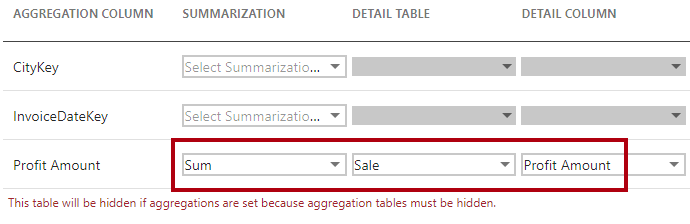 AGGREGATION COLUMN SUMMARIZATION DETAIL TABLE DETAIL COLUMN
CityKey Select Summarizatio...
InvoiceDateKey Select Summarization...
Profit Amount Sum Sale Profit Amount
This table will be hidden if aggregations are set because aggregation tables must be hidden.